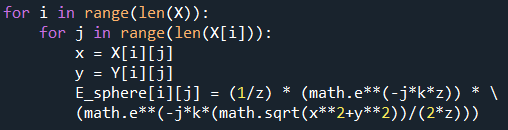 for i in range(len(X)):
    for j in range(len(X[i])):
        x = X[i][j]
        y = Y[i][j]
        E_sphere[i][j] = (1/z) * (math.e**(-j*k*z)) * \
        (math.e**(-j*k*(math.sqrt(x**2+y**2))/(2*z)))